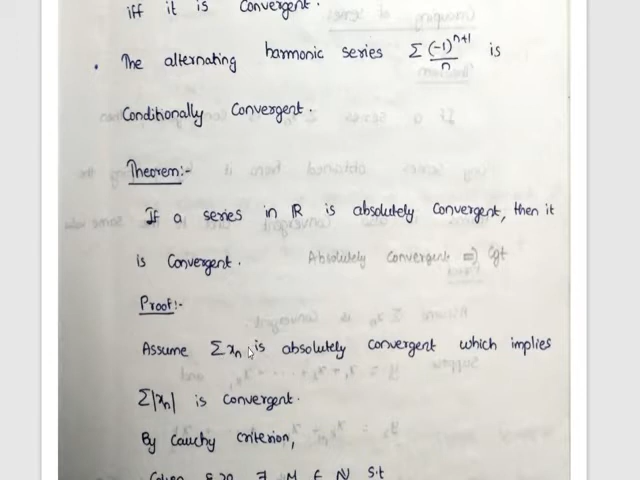 iff it is Convergent.
• The alternating harmonic series Σ (-1)^{n+1}/n is
Conditionally Convergent.
Theorem:-
If a series in ℝ is absolutely Convergent, then it
is Convergent. Absolutely Convergent ⇒ Cgt
Proof:-
Assume Σxₙ is absolutely convergent which implies
Σ|xₙ| is convergent.
By Cauchy criterion,
Given ε>0 ∃ M ∈ N s.t